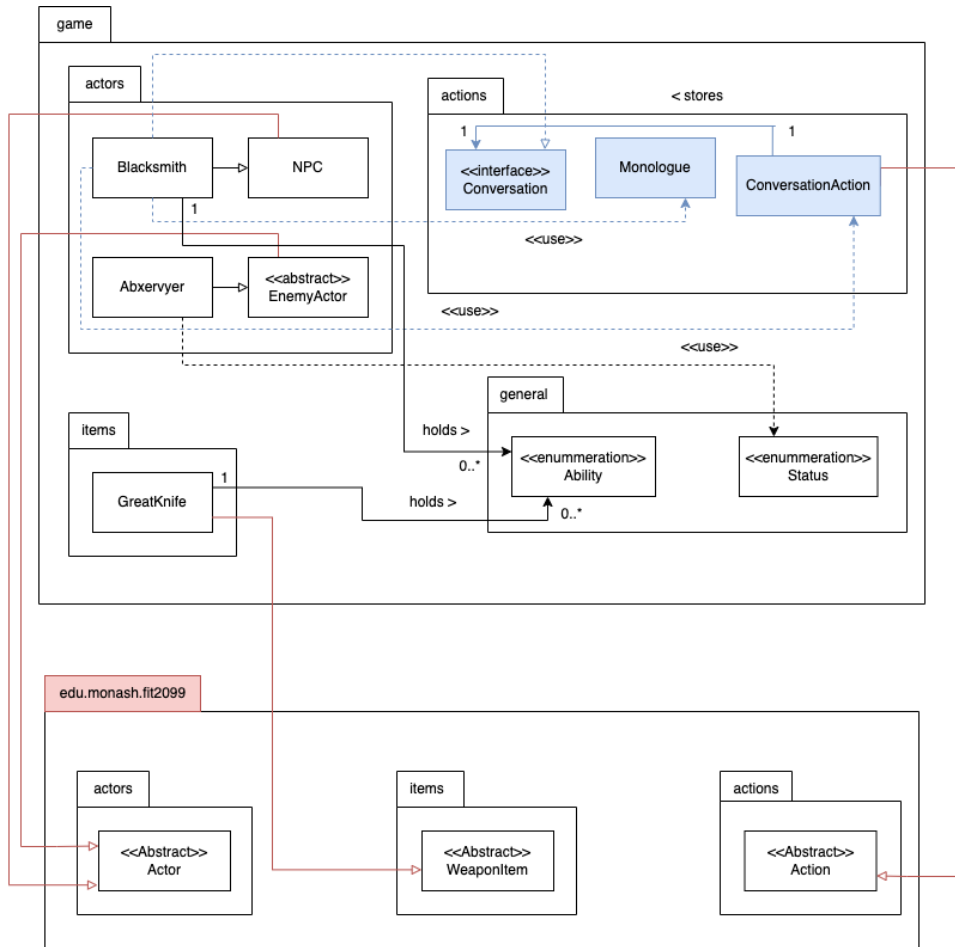 game
actors
actions
< stores
1
1
Blacksmith
NPC
<<interface>>
Conversation
Monologue
ConversationAction
1
<<use>>
Abxervyer
<<abstract>>
EnemyActor
<<use>>
<<use>>
general
items
holds >
<<enummeration>>
Ability
<<enummeration>>
Status
0..*
1
GreatKnife
holds >
0..*
edu.monash.fit2099
actors
items
actions
<<Abstract>>
Actor
<<Abstract>>
WeaponItem
<<Abstract>>
Action